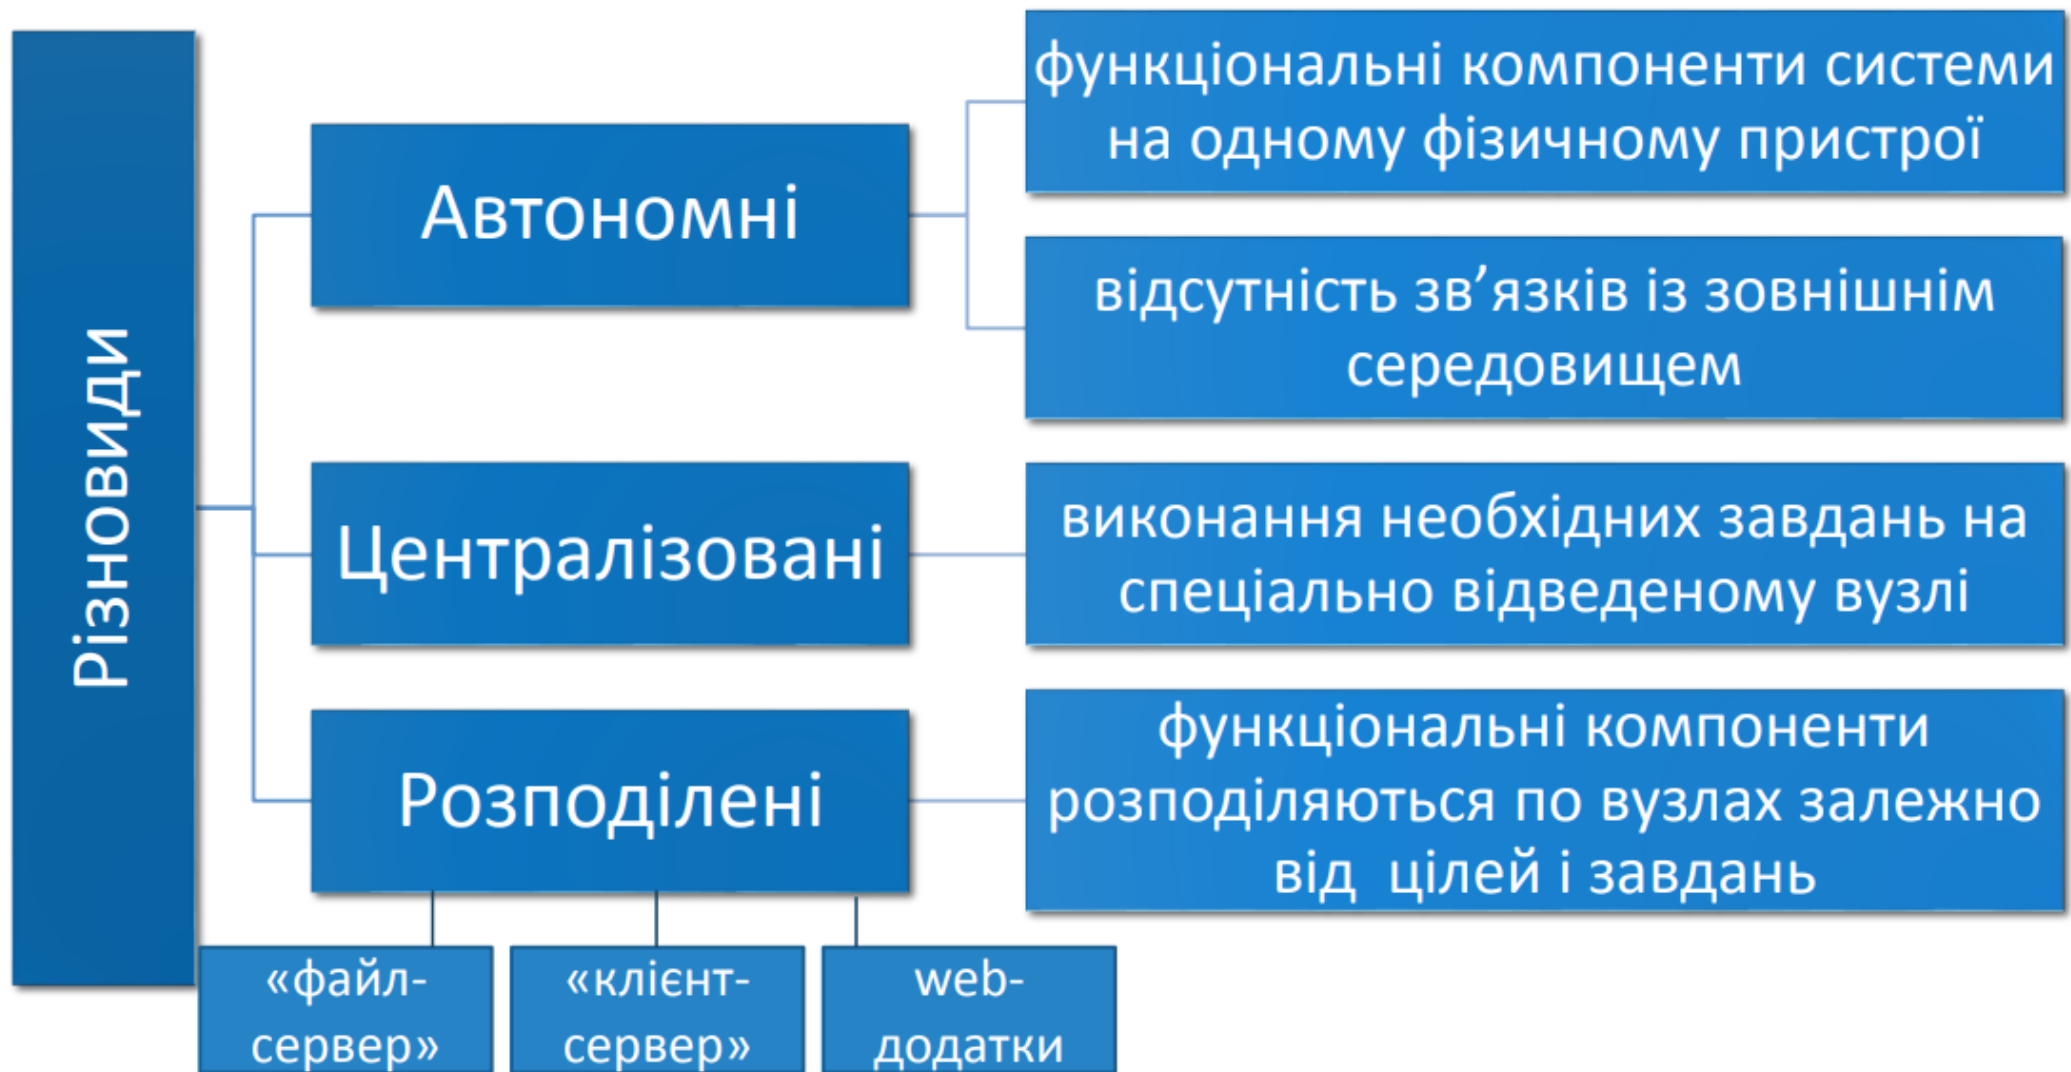 Різновиди
Автономні
функціональні компоненти системи
на одному фізичному пристрої
відсутність зв’язків із зовнішнім
середовищем
Централізовані
виконання необхідних завдань на
спеціально відведеному вузлі
Розподілені
функціональні компоненти
розподіляються по вузлах залежно
від цілей і завдань
«файл-
сервер»
«клієнт-
сервер»
web-
додатки